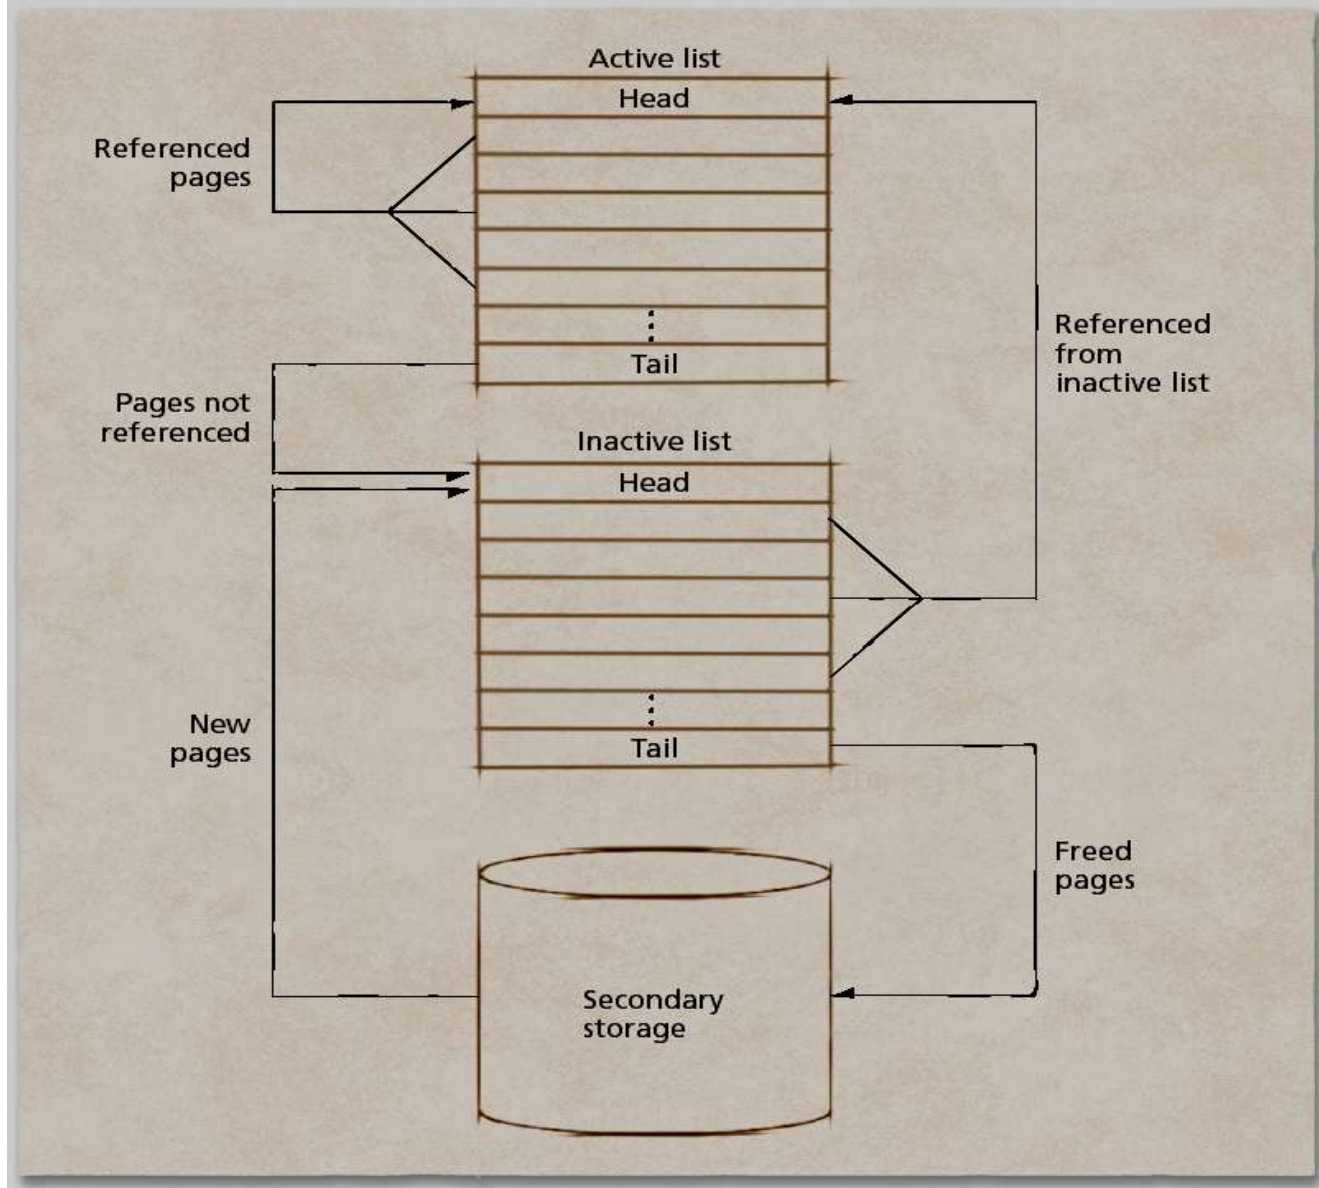 Active list
Head
Referenced
pages
Referenced
from
inactive list
Tail
Pages not
referenced
Inactive list
Head
New
pages
Tail
Freed
pages
Secondary
storage